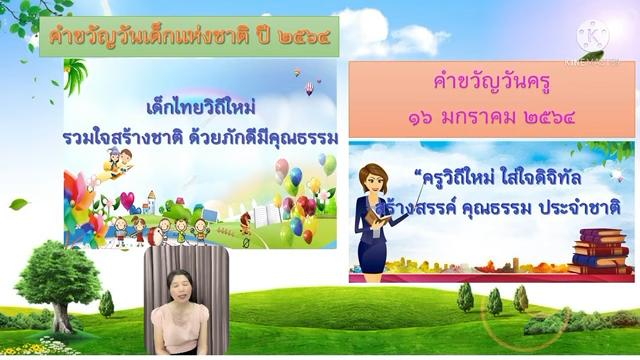 คำขวัญวันเด็กแห่งชาติ ปี ๒๕๖๔
เด็กไทยวิถีใหม่
รวมใจสร้างชาติ ด้วยภักดีมีคุณธรรม
คำขวัญวันครู
๑๖ มกราคม ๒๕๖๔
“ครูวิถีใหม่ ใส่ใจดิจิทัล
สร้างสรรค์ คุณธรรม ประจำชาติ
K
KINEMASTER